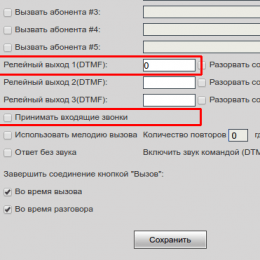 Вызвать абонента #3:
Вызвать абонента #4:
Вызвать абонента #5:
Релейный выход 1(DTMF): 0 Разорвать со
Релейный выход 2(DTMF): Разорвать со
Релейный выход 3(DTMF): Разорвать со
Принимать входящие звонки
Использовать мелодию вызова Количество повторов 0
Ответ без звука Включить звук командой (DTM
Завершить соединение кнопкой "Вызов":
Во время вызова
Во время разговора
Сохранить